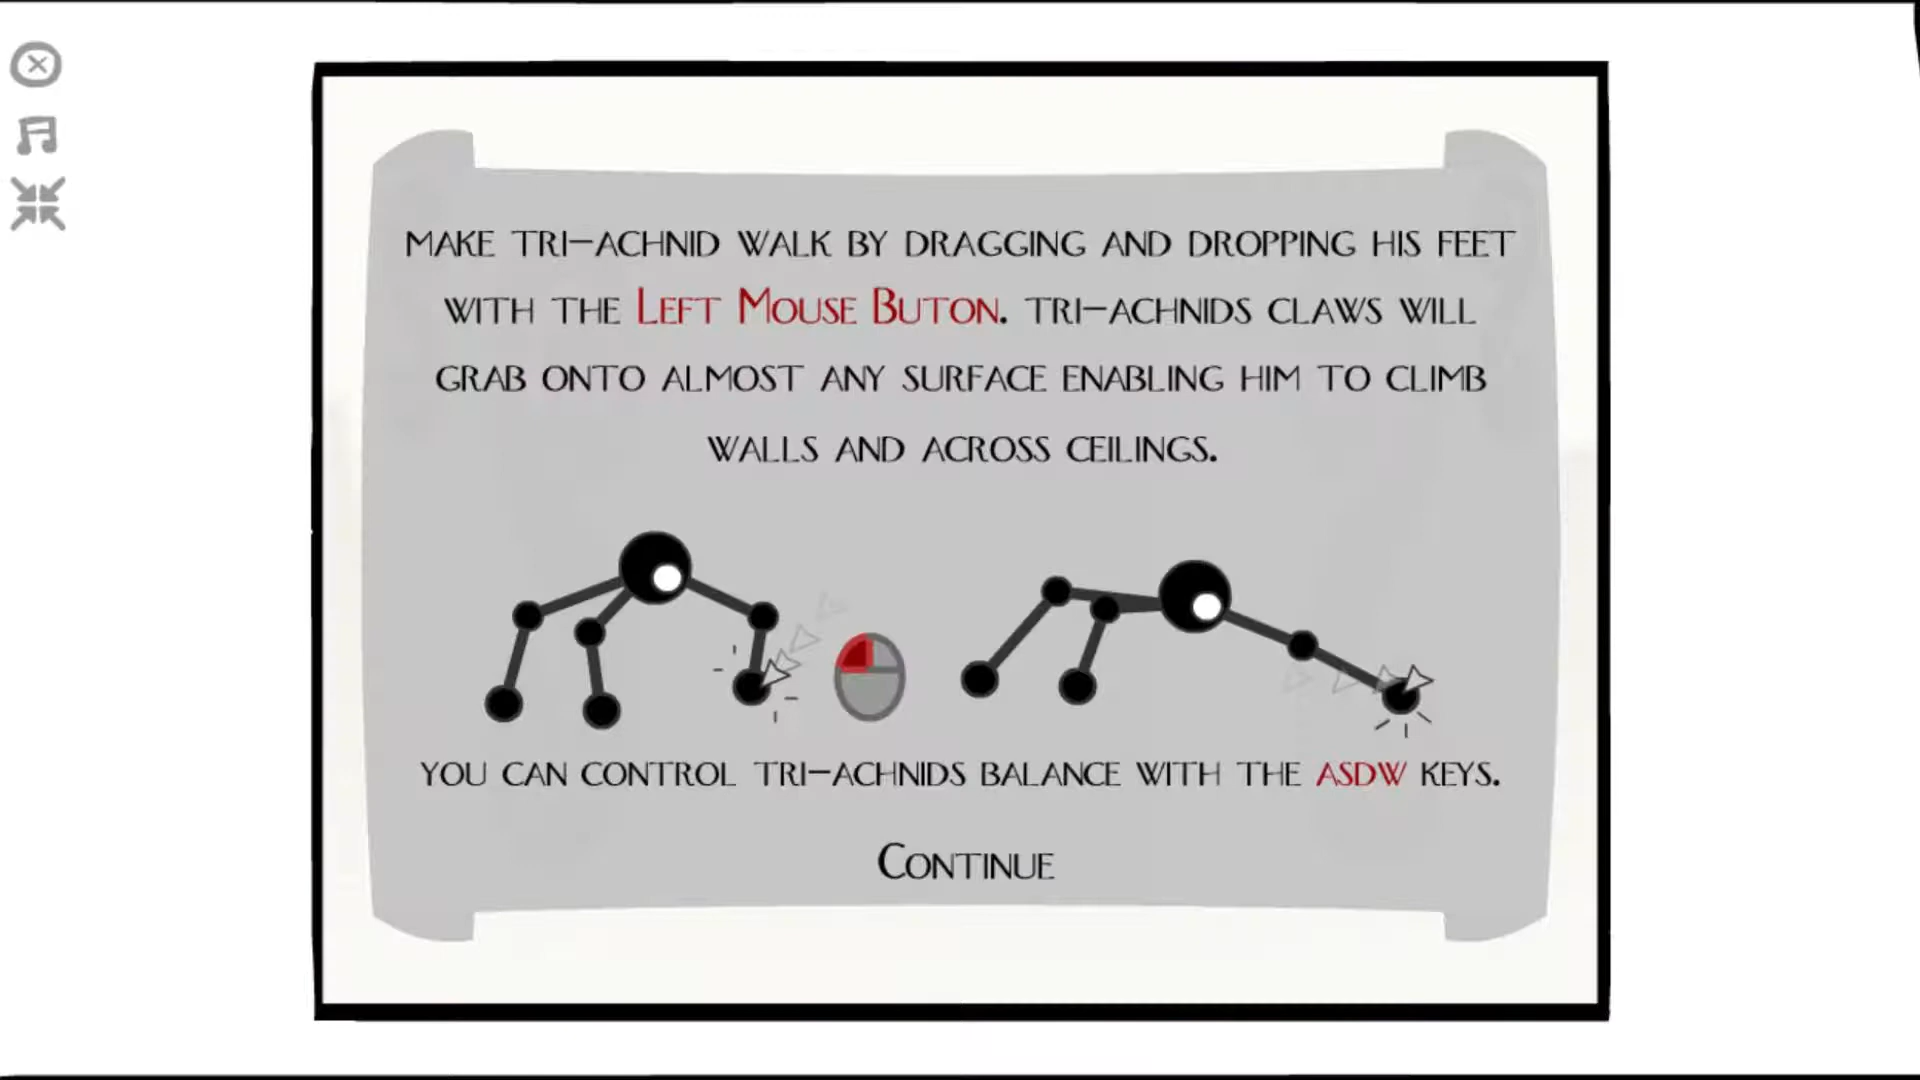 MAKE TRI-ACHNID WALK BY DRAGGING AND DROPPING HIS FEET
WITH THE LEFT MOUSE BUTON. TRI-ACHNIDS CLAWS WILL
GRAB ONTO ALMOST ANY SURFACE ENABLING HIM TO CLIMB
WALLS AND ACROSS CEILINGS.
YOU CAN CONTROL TRI-ACHNIDS BALANCE WITH THE ASDW KEYS.
CONTINUE